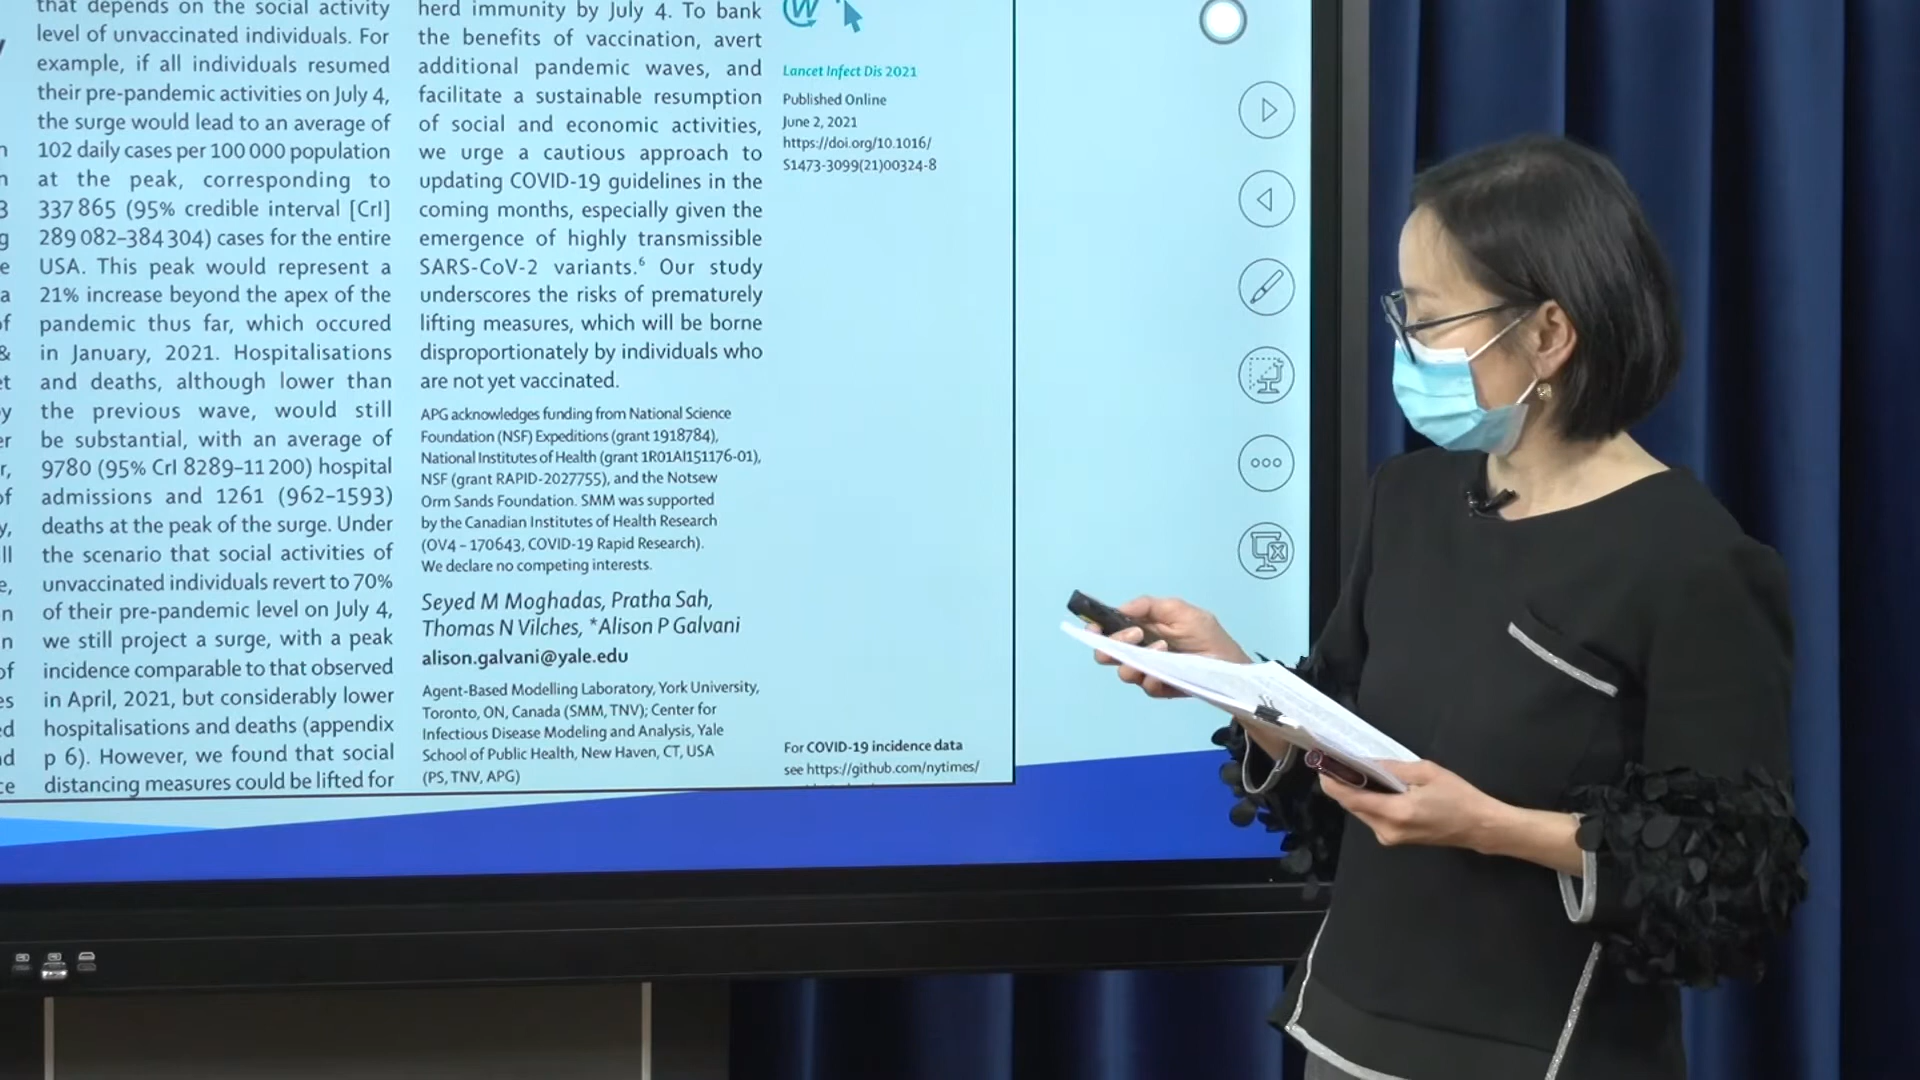 that depends on the social activity
level of unvaccinated individuals. For
example, if all individuals resumed
their pre-pandemic activities on July 4,
the surge would lead to an average of
102 daily cases per 100 000 population
at the peak, corresponding to
337 865 (95% credible interval [CrI]
289 082–384 304) cases for the entire
USA. This peak would represent a
21% increase beyond the apex of the
pandemic thus far, which occured
in January, 2021. Hospitalisations
and deaths, although lower than
the previous wave, would still
be substantial, with an average of
9780 (95% CrI 8289–11 200) hospital
admissions and 1261 (962–1593)
deaths at the peak of the surge. Under
the scenario that social activities of
unvaccinated individuals revert to 70%
of their pre-pandemic level on July 4,
we still project a surge, with a peak
incidence comparable to that observed
in April, 2021, but considerably lower
hospitalisations and deaths (appendix
p 6). However, we found that social
distancing measures could be lifted for
herd immunity by July 4. To bank
the benefits of vaccination, avert
additional pandemic waves, and
facilitate a sustainable resumption
of social and economic activities,
we urge a cautious approach to
updating COVID-19 guidelines in the
coming months, especially given the
emergence of highly transmissible
SARS-CoV-2 variants.⁶ Our study
underscores the risks of prematurely
lifting measures, which will be borne
disproportionately by individuals who
are not yet vaccinated.
APG acknowledges funding from National Science
Foundation (NSF) Expeditions (grant 1918784),
National Institutes of Health (grant 1R01AI151176-01),
NSF (grant RAPID-2027755), and the Notsew
Orm Sands Foundation. SMM was supported
by the Canadian Institutes of Health Research
(OV4 – 170643, COVID-19 Rapid Research).
We declare no competing interests.
Seyed M Moghadas, Pratha Sah,
Thomas N Vilches, *Alison P Galvani
alison.galvani@yale.edu
Agent-Based Modelling Laboratory, York University,
Toronto, ON, Canada (SMM, TNV); Center for
Infectious Disease Modeling and Analysis, Yale
School of Public Health, New Haven, CT, USA
(PS, TNV, APG)
W
Lancet Infect Dis 2021
Published Online
June 2, 2021
https://doi.org/10.1016/
S1473-3099(21)00324-8
For COVID-19 incidence data
see https://github.com/nytimes/